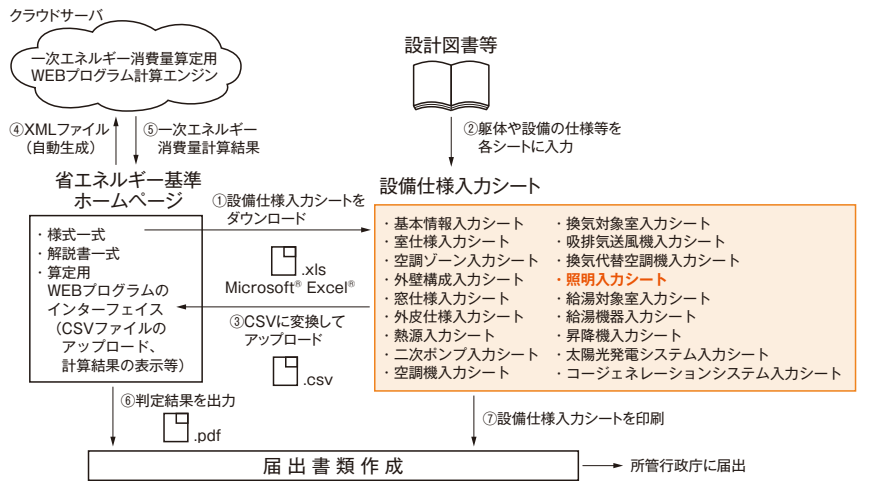 クラウドサーバ
一次エネルギー消費量算定用
WEBプログラム計算エンジン
④XMLファイル
（自動生成）
⑤一次エネルギー
消費量計算結果
設計図書等
②躯体や設備の仕様等を
各シートに入力
省エネルギー基準
ホームページ
・様式一式
・解説書一式
・算定用
WEBプログラムの
インターフェイス
（CSVファイルの
アップロード、
計算結果の表示等）
①設備仕様入力シートを
ダウンロード
.xls
Microsoft® Excel®
③CSVに変換して
アップロード
.csv
設備仕様入力シート
・基本情報入力シート
・室仕様入力シート
・空調ゾーン入力シート
・外壁構成入力シート
・窓仕様入力シート
・外皮仕様入力シート
・熱源入力シート
・二次ポンプ入力シート
・空調機入力シート
・換気対象室入力シート
・吸排気送風機入力シート
・換気代替空調機入力シート
・照明入力シート
・給湯対象室入力シート
・給湯機器入力シート
・昇降機入力シート
・太陽光発電システム入力シート
・コージェネレーションシステム入力シート
⑥判定結果を出力
.pdf
⑦設備仕様入力シートを印刷
届出書類作成
所管行政庁に届出